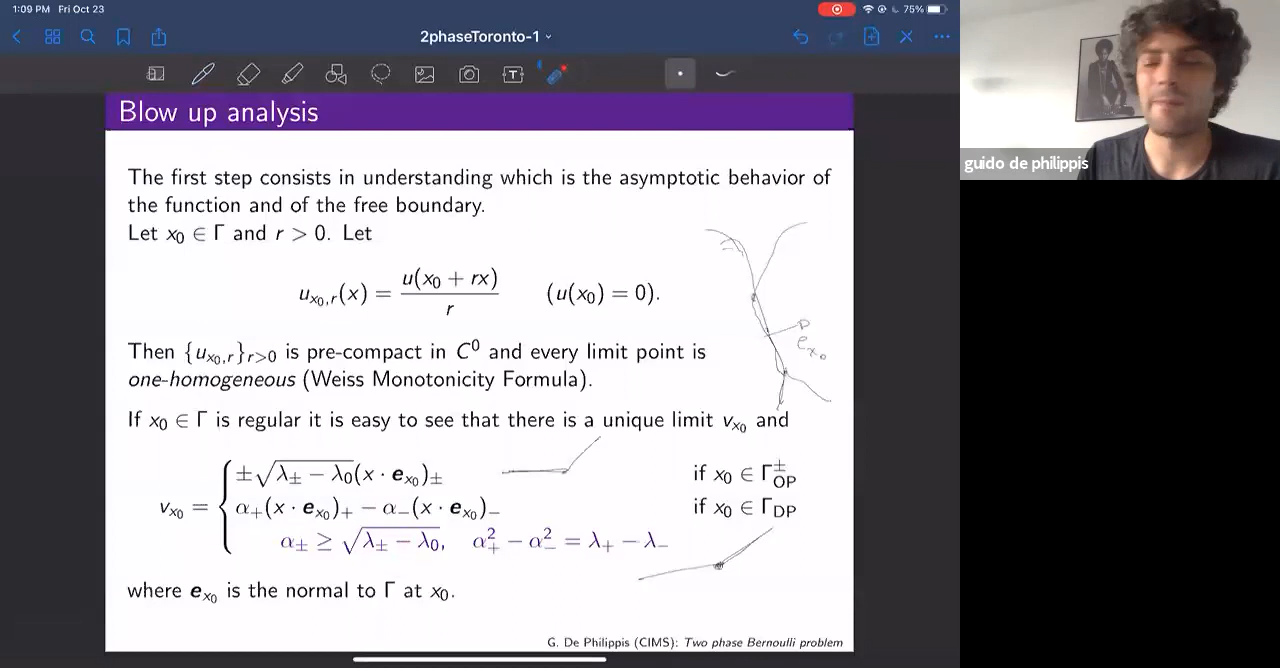 1:09 PM Fri Oct 23
75%
2phaseToronto-1
T
Blow up analysis
The first step consists in understanding which is the asymptotic behavior of
the function and of the free boundary.
Let x₀ ∈ Γ and r > 0. Let
u_{x₀,r}(x) = u(x₀ + rx) / r (u(x₀) = 0).
e_{x₀}
Then {u_{x₀,r}}_{r>0} is pre-compact in C⁰ and every limit point is
one-homogeneous (Weiss Monotonicity Formula).
If x₀ ∈ Γ is regular it is easy to see that there is a unique limit v_{x₀} and
v_{x₀} = { ±√(λ± − λ₀)(x · e_{x₀})± if x₀ ∈ Γ^±_OP
α₊(x · e_{x₀})₊ − α₋(x · e_{x₀})₋ if x₀ ∈ Γ_DP
α± ≥ √(λ± − λ₀), α₊² − α₋² = λ₊ − λ₋
where e_{x₀} is the normal to Γ at x₀.
G. De Philippis (CIMS): Two phase Bernoulli problem
guido de philippis